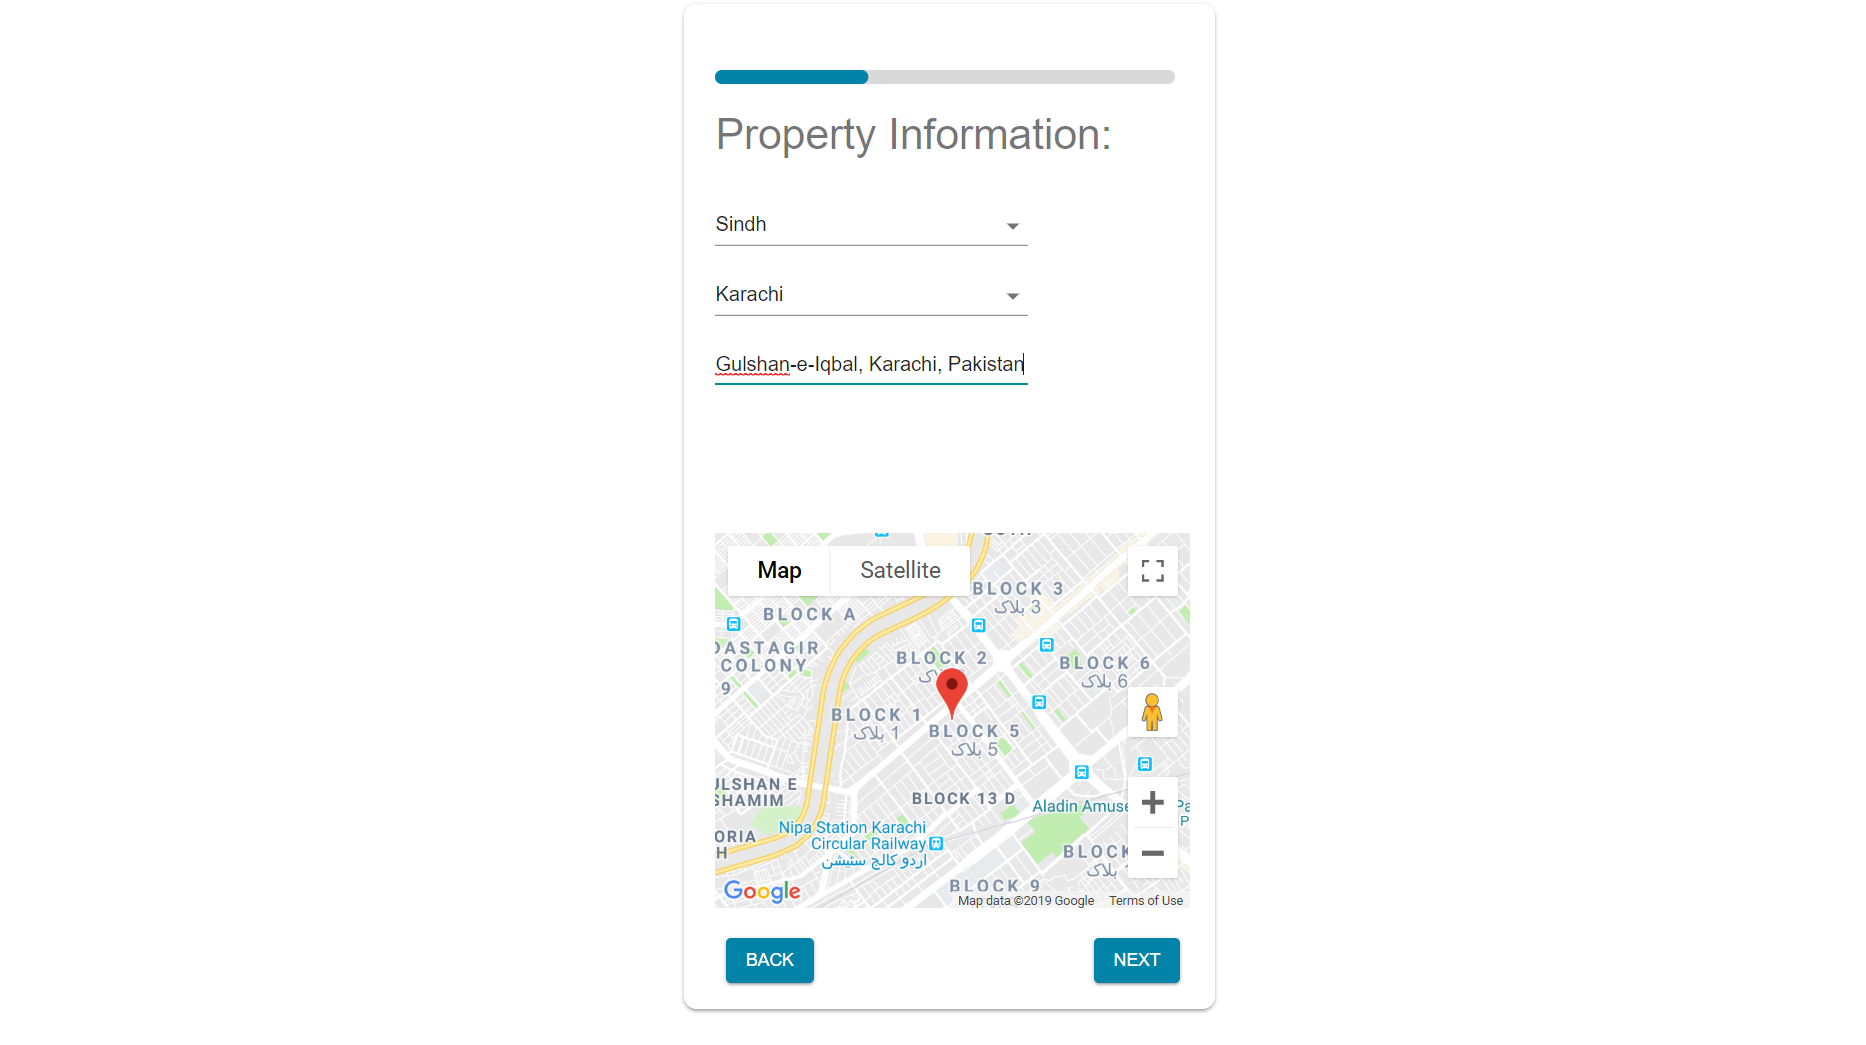 Property Information:
Sindh
Karachi
Gulshan-e-Iqbal, Karachi, Pakistan
Map
Satellite
BLOCK 3
بلاک 3
BLOCK A
DASTAGIR
COLONY
9
BLOCK 2
BLOCK 6
بلاک 6
BLOCK 1
بلاک 1
BLOCK 5
بلاک 5
ULSHAN E
SHAMIM
BLOCK 13 D
Aladin Amuse
Pa
P
Nipa Station Karachi
Circular Railway
اردو کالج سٹیشن
ORIA
H
BLOCK
بلاک
BLOCK 9
Google
Map data ©2019 Google
Terms of Use
BACK
NEXT